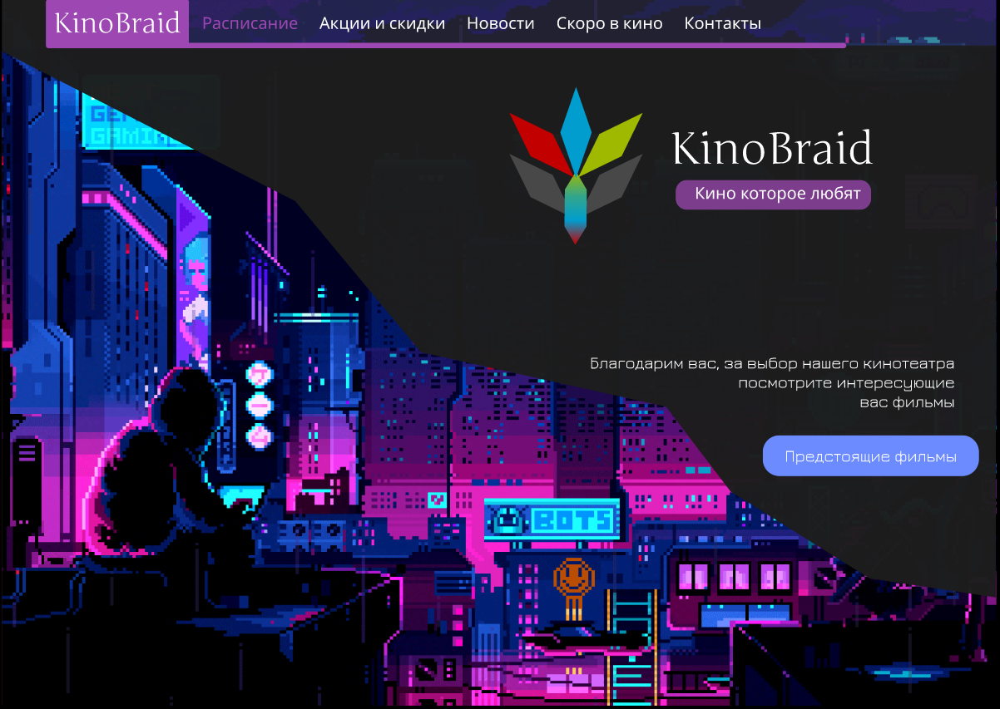 KinoBraid Расписание Акции и скидки Новости Скоро в кино Контакты
KinoBraid
Кино которое любят
Благодарим вас, за выбор нашего кинотеатра
посмотрите интересующие
вас фильмы
Предстоящие фильмы
GAMIN
BOTS